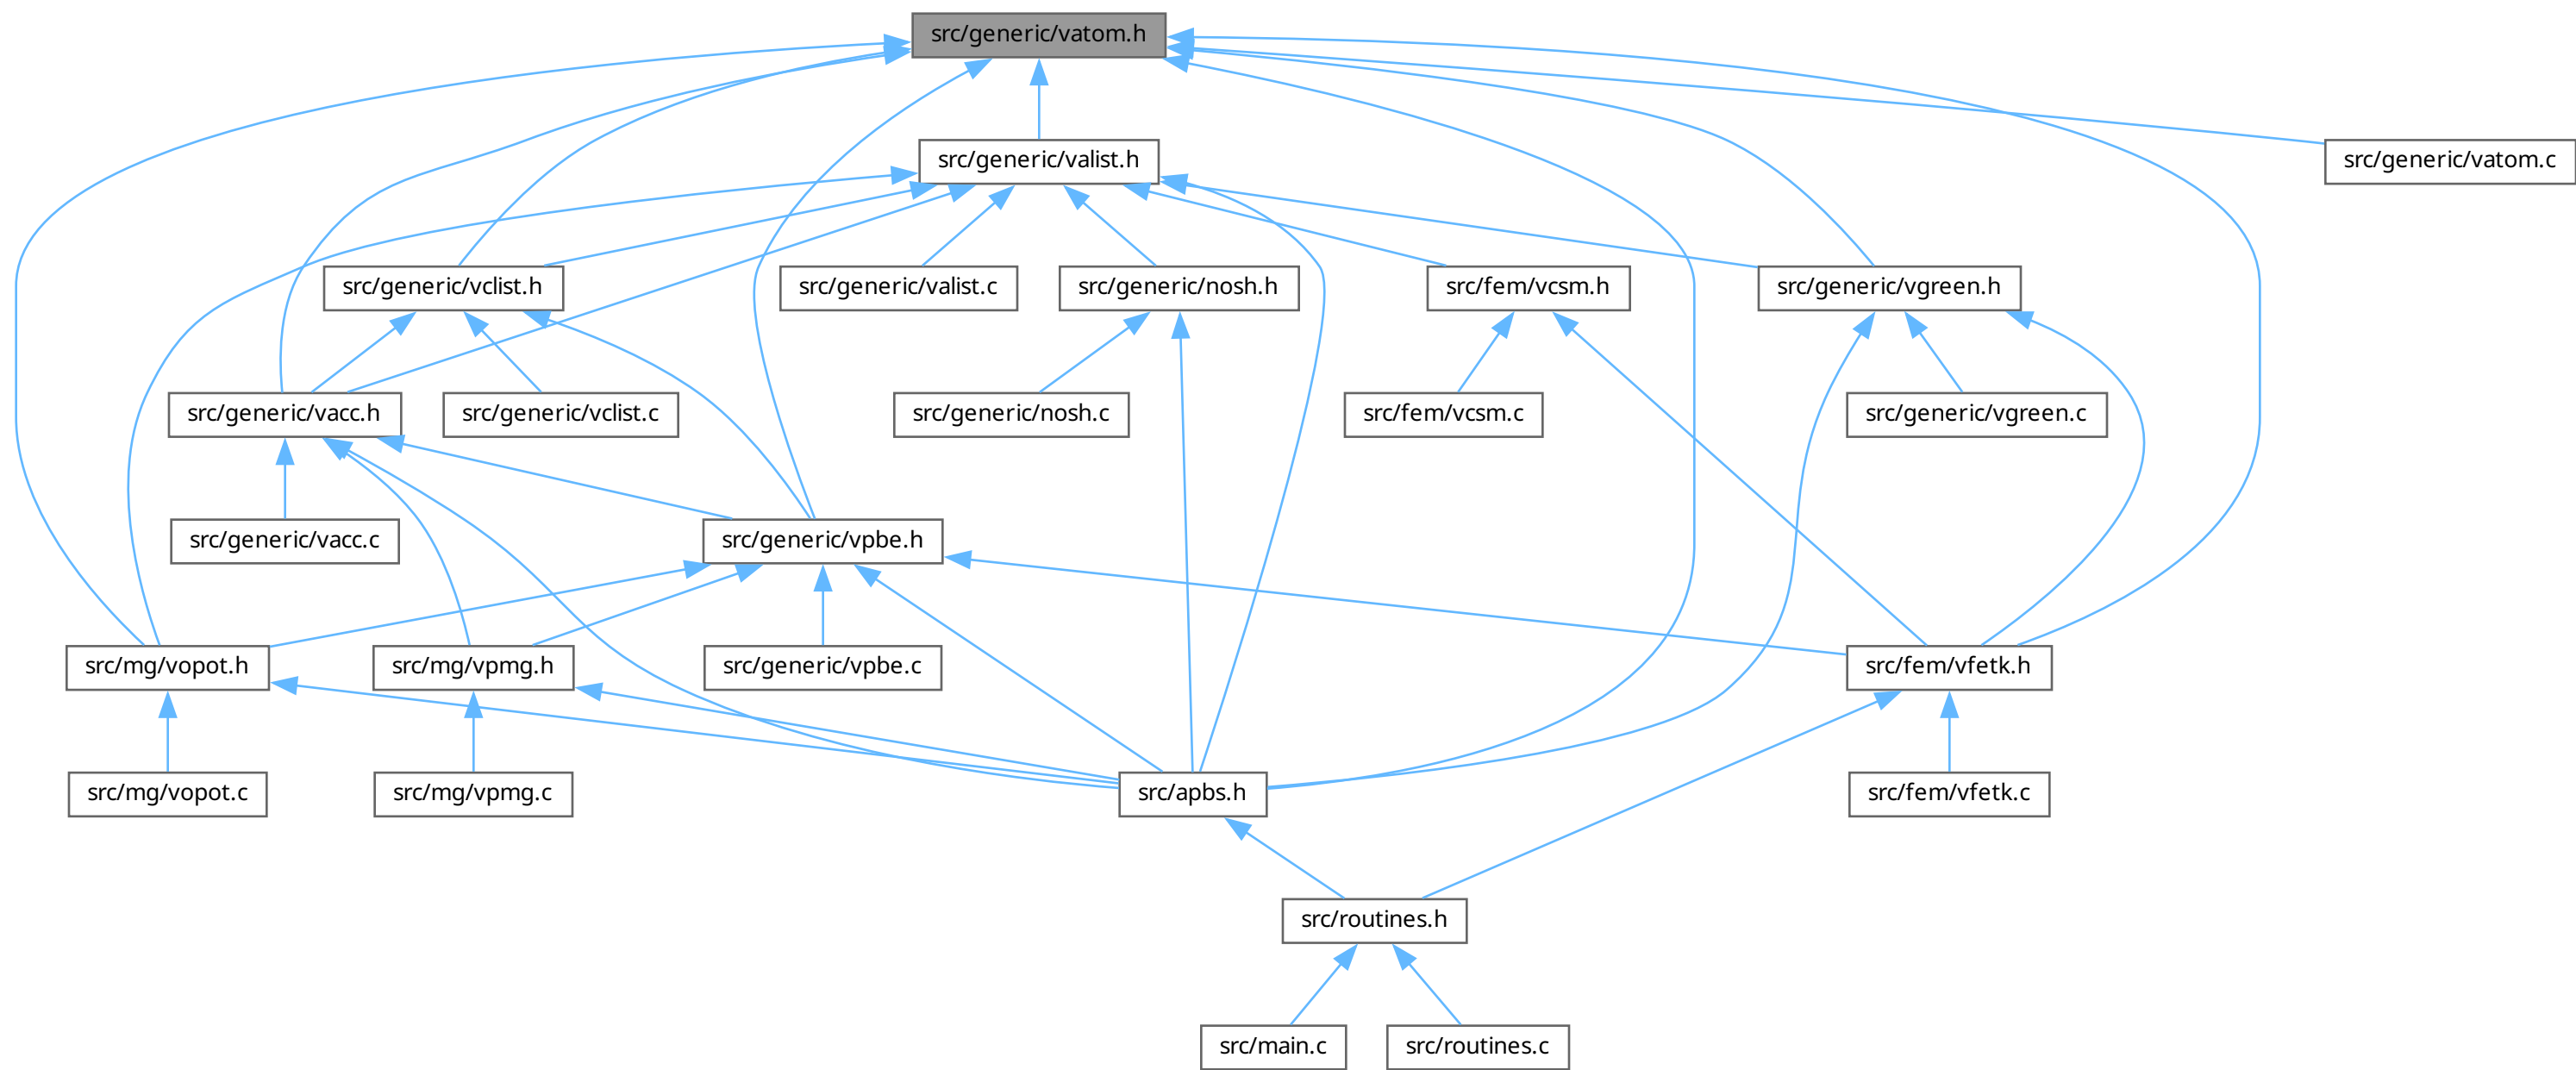 src/generic/vatom.h
src/generic/valist.h
src/generic/vatom.c
src/generic/vclist.h
src/generic/valist.c
src/generic/nosh.h
src/fem/vcsm.h
src/generic/vgreen.h
src/generic/vacc.h
src/generic/vclist.c
src/generic/nosh.c
src/fem/vcsm.c
src/generic/vgreen.c
src/generic/vacc.c
src/generic/vpbe.h
src/mg/vopot.h
src/mg/vpmg.h
src/generic/vpbe.c
src/fem/vfetk.h
src/mg/vopot.c
src/mg/vpmg.c
src/apbs.h
src/fem/vfetk.c
src/routines.h
src/main.c
src/routines.c